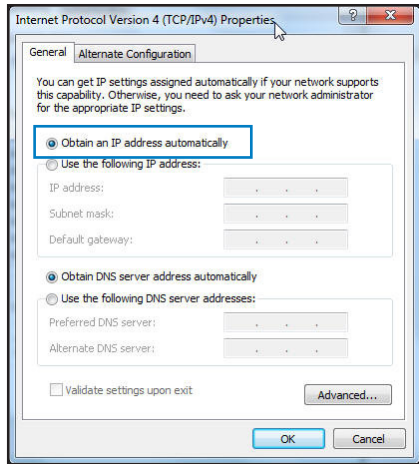 Internet Protocol Version 4 (TCP/IPv4) Properties
General Alternate Configuration
You can get IP settings assigned automatically if your network supports
this capability. Otherwise, you need to ask your network administrator
for the appropriate IP settings.
Obtain an IP address automatically
Use the following IP address:
IP address:
Subnet mask:
Default gateway:
Obtain DNS server address automatically
Use the following DNS server addresses:
Preferred DNS server:
Alternate DNS server:
Validate settings upon exit
Advanced...
OK Cancel